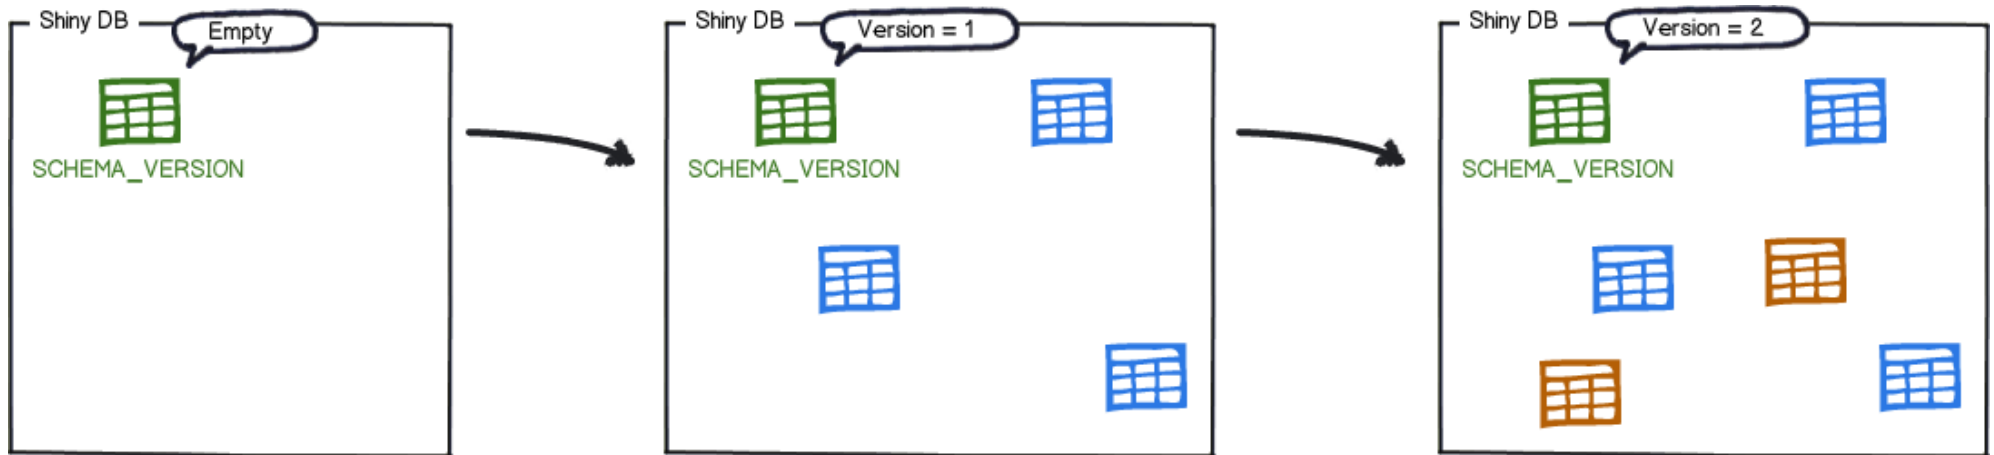 Shiny DB
Empty
SCHEMA_VERSION
Shiny DB
Version = 1
SCHEMA_VERSION
Shiny DB
Version = 2
SCHEMA_VERSION